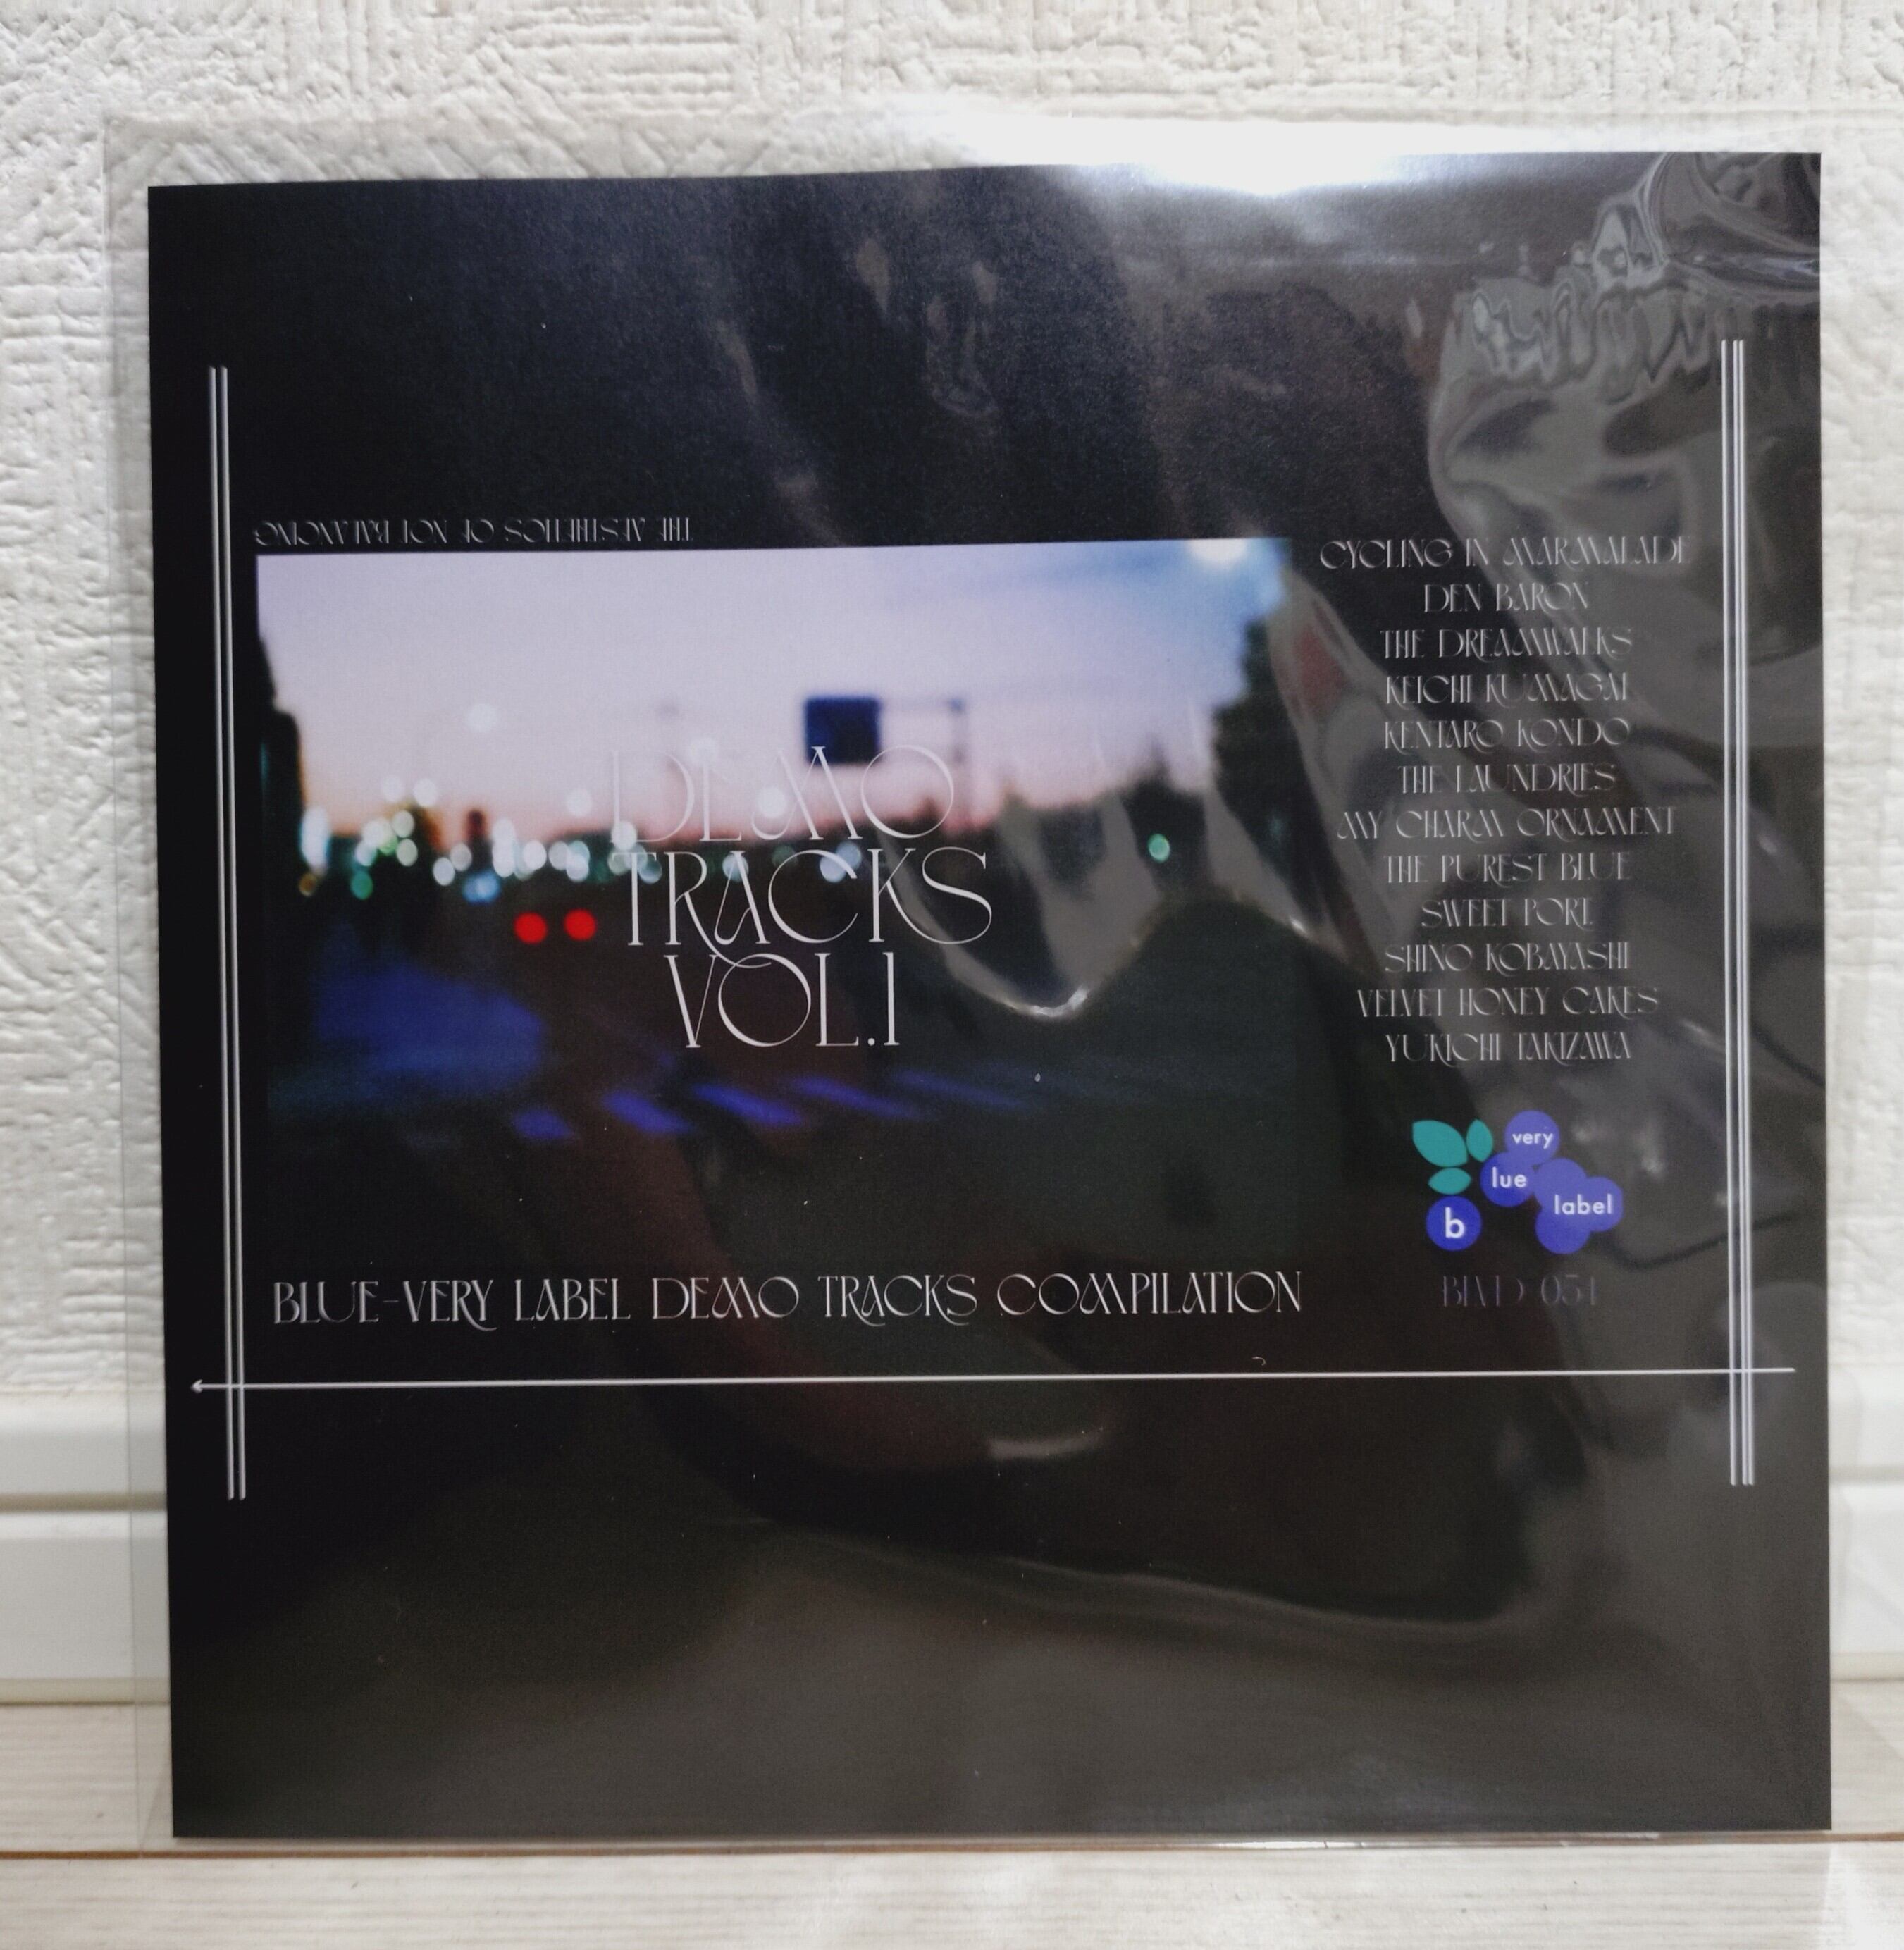 THE AESTHETICS OF NOT
DEMO
TRACKS
VOL.1
CYCLING IN MARMALADE
DEN BARON
THE DREAMWALKS
KEIICHI KUMAGAI
KENTARO KONDO
THE LAUNDRIES
MY CHARM ORNAMENT
THE PUREST BLUE
SWEET PORT
SHINO KOBAYASHI
VELVET HONEY CAKES
YUKICHI TAKIZAWA
very
lue
label
b
BLUE-VERY LABEL DEMO TRACKS COMPILATION